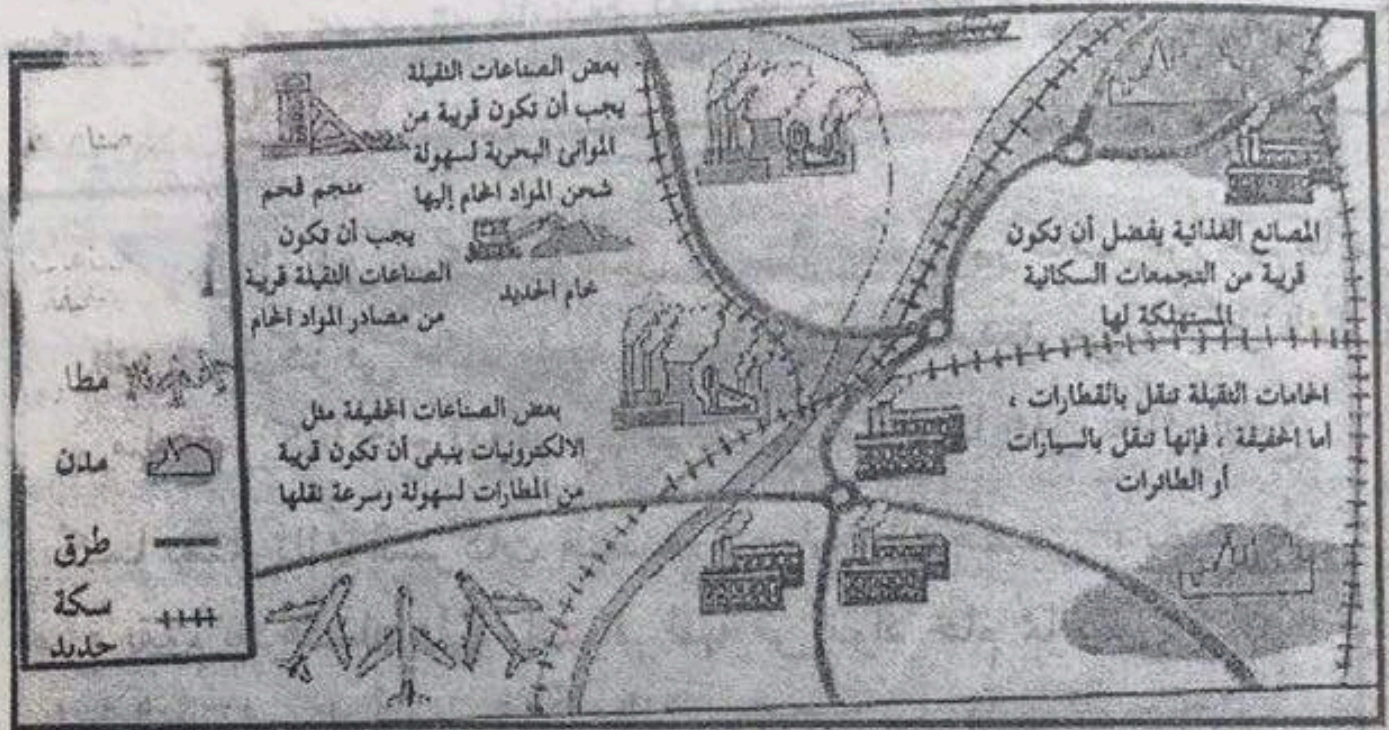 بعض الصناعات الثقيلة
يجب أن تكون قريبة من
الموانئ البحرية لسهولة
شحن المواد الخام إليها
منجم فحم
يجب أن تكون
الصناعات الثقيلة قريبة
من مصادر المواد الخام
خام الحديد
المصانع الغذائية يفضل أن تكون
قريبة من التجمعات السكانية
المستهلكة لها
الخامات الثقيلة تنقل بالقطارات ،
أما الخفيفة ، فإنها تنقل بالسيارات
أو الطائرات
بعض الصناعات الخفيفة مثل
الالكترونيات ينبغي أن تكون قريبة
من المطارات لسهولة وسرعة نقلها
مطار
مدن
طرق
سكة
حديد